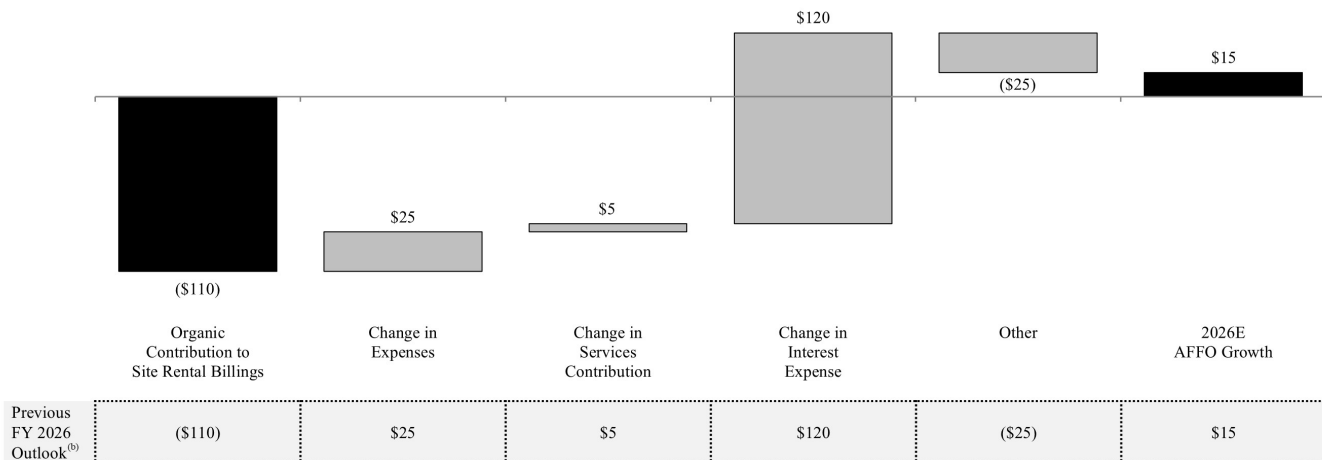 $120
$15
($25)
$25
$5
($110)
Organic
Contribution to
Site Rental Billings
Change in
Expenses
Change in
Services
Contribution
Change in
Interest
Expense
Other
2026E
AFFO Growth
Previous
FY 2026
Outlook(b)
($110)
$25
$5
$120
($25)
$15